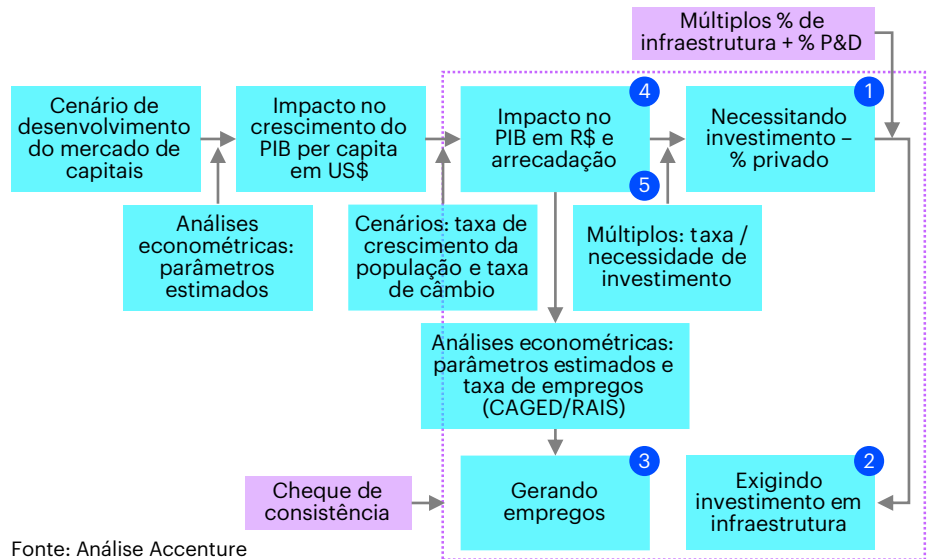 Múltiplos % de
infraestrutura + % P&D
Cenário de
desenvolvimento
do mercado de
capitais
Impacto no
crescimento do
PIB per capita
em US$
4
Impacto no
PIB em R$ e
arrecadação
5
1
Necessitando
investimento –
% privado
Análises
econométricas:
parâmetros
estimados
Cenários: taxa de
crescimento da
população e taxa
de câmbio
Múltiplos: taxa /
necessidade de
investimento
Análises econométricas:
parâmetros estimados e
taxa de empregos
(CAGED/RAIS)
Cheque de
consistência
3
Gerando
empregos
2
Exigindo
investimento em
infraestrutura
Fonte: Análise Accenture